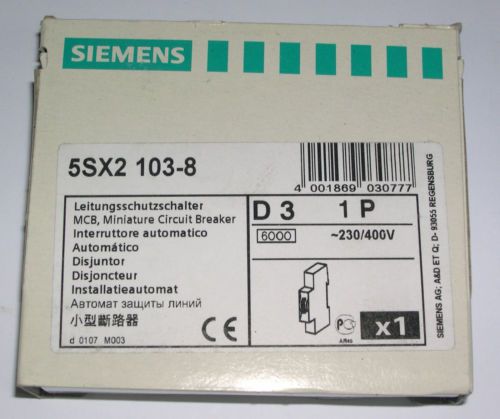 SIEMENS
5SX2 103-8
4 001869 030777
Leitungsschutzschalter
MCB, Miniature Circuit Breaker
Interruttore automatico
Automático
Disjuntor
Disjoncteur
Installatieautomat
Автомат защиты линий
小型斷路器
d 0107 M003
CE
D 3 1 P
6000 ~230/400V
x1
SIEMENS AG; A&D ET Q; D- 93055 REGENSBURG